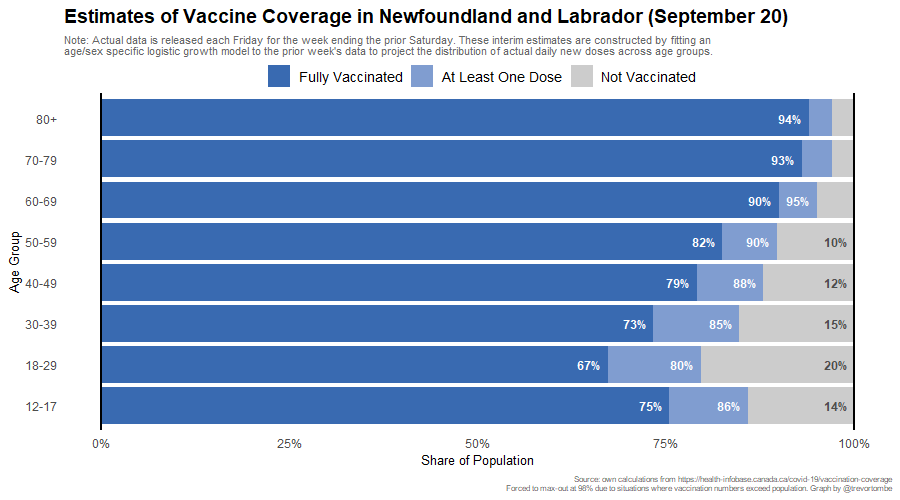 Estimates of Vaccine Coverage in Newfoundland and Labrador (September 20)
Note: Actual data is released each Friday for the week ending the prior Saturday. These interim estimates are constructed by fitting an
age/sex specific logistic growth model to the prior week's data to project the distribution of actual daily new doses across age groups.
Fully Vaccinated At Least One Dose Not Vaccinated
80+ 94%
70-79 93%
60-69 90% 95%
50-59 82% 90% 10%
Age Group
40-49 79% 88% 12%
30-39 73% 85% 15%
18-29 67% 80% 20%
12-17 75% 86% 14%
0% 25% 50% 75% 100%
Share of Population
Source: own calculations from https://health-infobase.canada.ca/covid-19/vaccination-coverage
Forced to max-out at 98% due to situations where vaccination numbers exceed population. Graph by @trevortombe